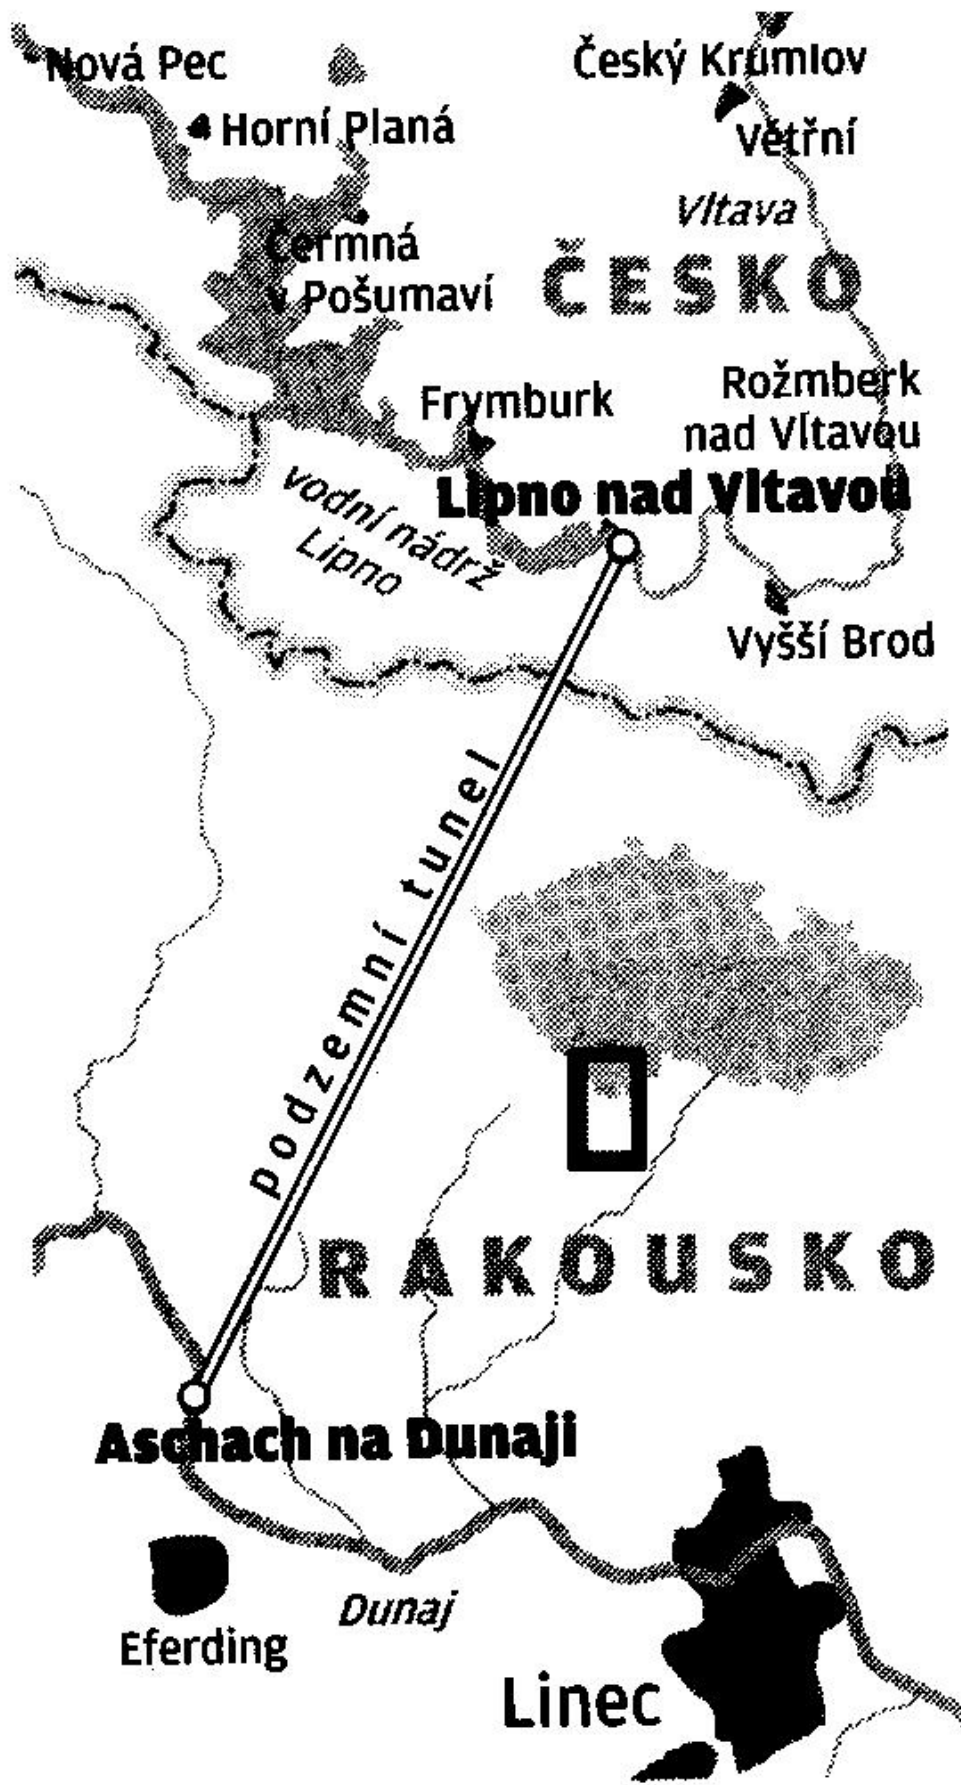 Nová Pec
Český Krumlov
Horní Planá
Větřní
Vltava
Čermná
v Pošumaví
ČESKO
Rožmberk
nad Vltavou
Frymburk
Lipno nad Vltavou
vodní nádrž
Lipno
Vyšší Brod
podzemní tunel
RAKOUSKO
Aschach na Dunaji
Dunaj
Eferding
Linec